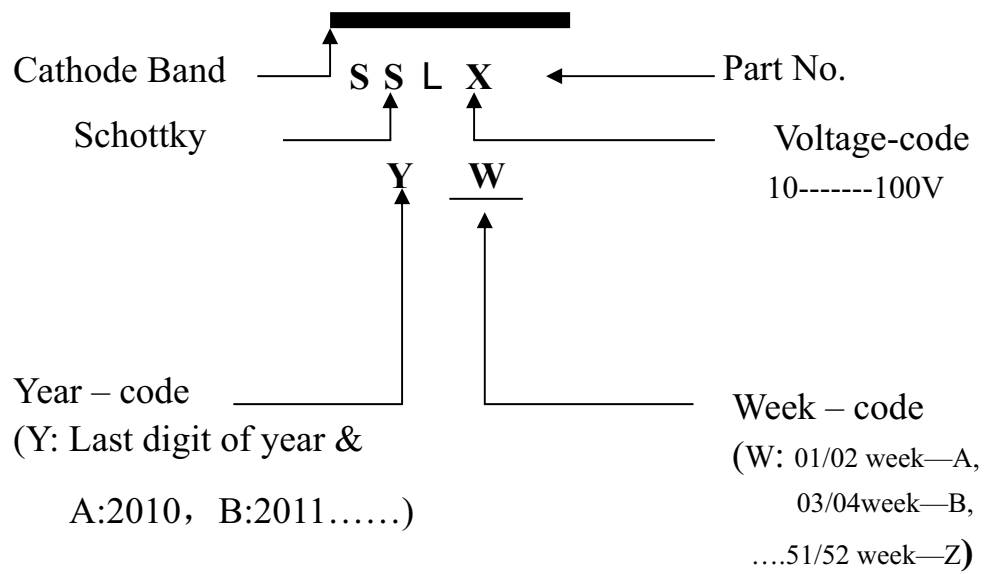 Cathode Band
S S L X
Part No.
Schottky
Voltage-code
10-------100V
Y W
Year – code
(Y: Last digit of year &
A:2010，B:2011……)
Week – code
(W: 01/02 week—A,
03/04week—B,
….51/52 week—Z)